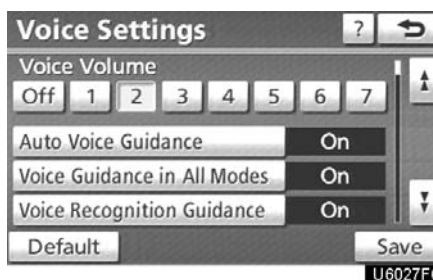 Voice Settings ?
Voice Volume
Off 1 2 3 4 5 6 7
Auto Voice Guidance On
Voice Guidance in All Modes On
Voice Recognition Guidance On
Default Save
U6027F